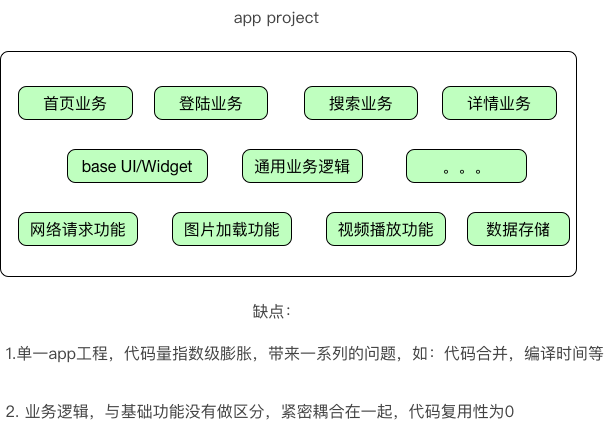 app project
首页业务
登陆业务
搜索业务
详情业务
base UI/Widget
通用业务逻辑
。。。
网络请求功能
图片加载功能
视频播放功能
数据存储
缺点：
1.单一app工程，代码量指数级膨胀，带来一系列的问题，如：代码合并，编译时间等
2. 业务逻辑，与基础功能没有做区分，紧密耦合在一起，代码复用性为0